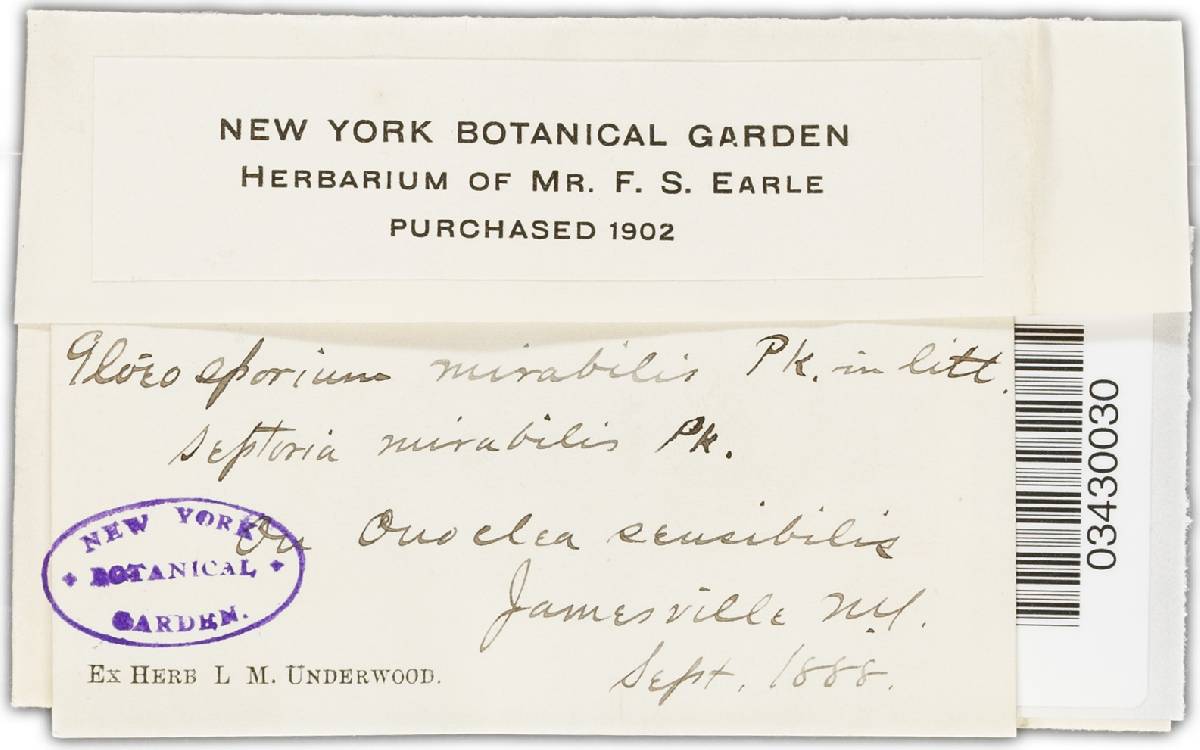 NEW YORK BOTANICAL GARDEN
HERBARIUM OF MR. F. S. EARLE
PURCHASED 1902
Gloeosporium mirabilis Pk. in litt.
Septoria mirabilis Pk.
On Onoclea sensibilis
Jamesville N.Y.
Sept. 1888.
NEW YORK
BOTANICAL
GARDEN.
EX HERB L M. UNDERWOOD.
03430030